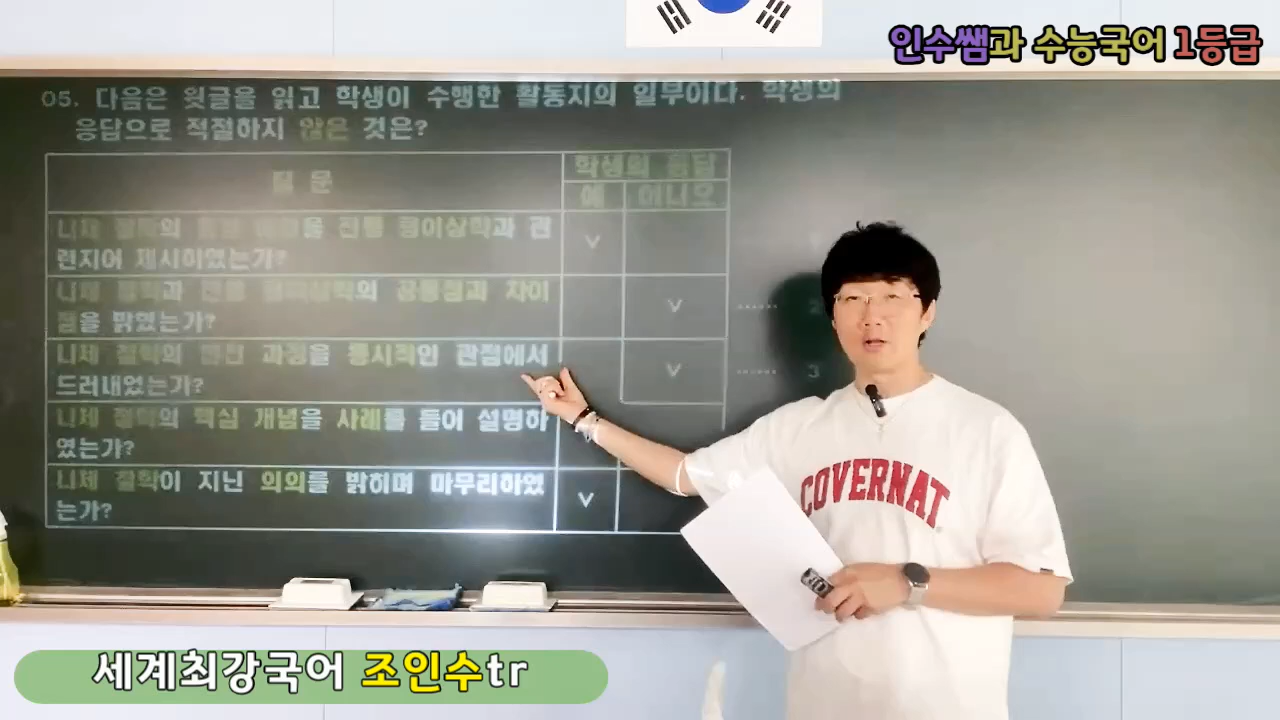 인수쌤과 수능국어 1등급
05. 다음은 윗글을 읽고 학생이 수행한 활동지의 일부이다. 학생의
응답으로 적절하지 않은 것은?
질 문
학생의 응답
예 아니오
니체 철학의 을 전통 형이상학과 관
련지어 제시하였는가?
V
니체 철학과 전통 형이상학의 공통점과 차이
점을 밝혔는가?
V
...... 2
니체 철학의 발전 과정을 통시적인 관점에서
드러내었는가?
V
...... 3
니체 철학의 핵심 개념을 사례를 들어 설명하
였는가?
니체 철학이 지닌 의의를 밝히며 마무리하였
는가?
V
COVERNAT
세계최강국어 조인수tr